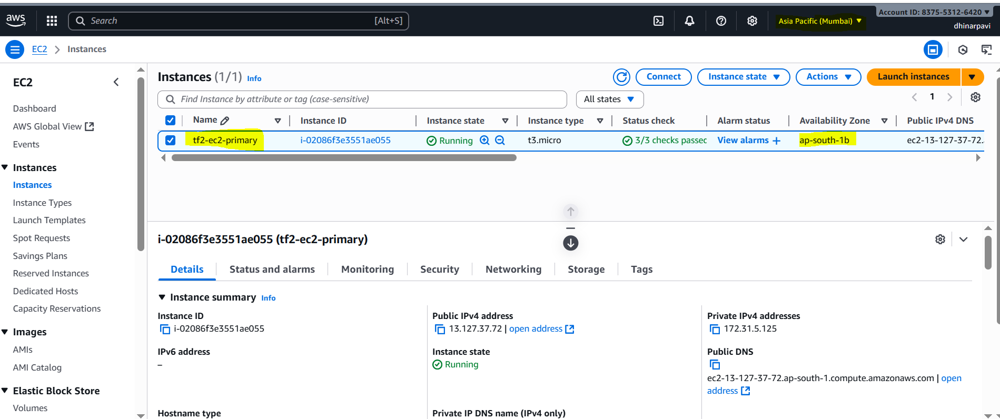 aws
Search
[Alt+S]
Asia Pacific (Mumbai)
Account ID: 8375-5312-6420
dhinarpavi
EC2
Instances
EC2
Dashboard
AWS Global View
Events
Instances
Instances
Instance Types
Launch Templates
Spot Requests
Savings Plans
Reserved Instances
Dedicated Hosts
Capacity Reservations
Images
AMIs
AMI Catalog
Elastic Block Store
Volumes
Instances (1/1) Info
Connect
Instance state
Actions
Launch instances
Find Instance by attribute or tag (case-sensitive)
All states
1
Name
Instance ID
Instance state
Instance type
Status check
Alarm status
Availability Zone
Public IPv4 DNS
tf2-ec2-primary
i-02086f3e3551ae055
Running
t3.micro
3/3 checks passed
View alarms +
ap-south-1b
ec2-13-127-37-72.
i-02086f3e3551ae055 (tf2-ec2-primary)
Details
Status and alarms
Monitoring
Security
Networking
Storage
Tags
Instance summary Info
Instance ID
i-02086f3e3551ae055
Public IPv4 address
13.127.37.72 | open address
Private IPv4 addresses
172.31.5.125
IPv6 address
–
Instance state
Running
Public DNS
ec2-13-127-37-72.ap-south-1.compute.amazonaws.com | open
address
Hostname type
Private IP DNS name (IPv4 only)